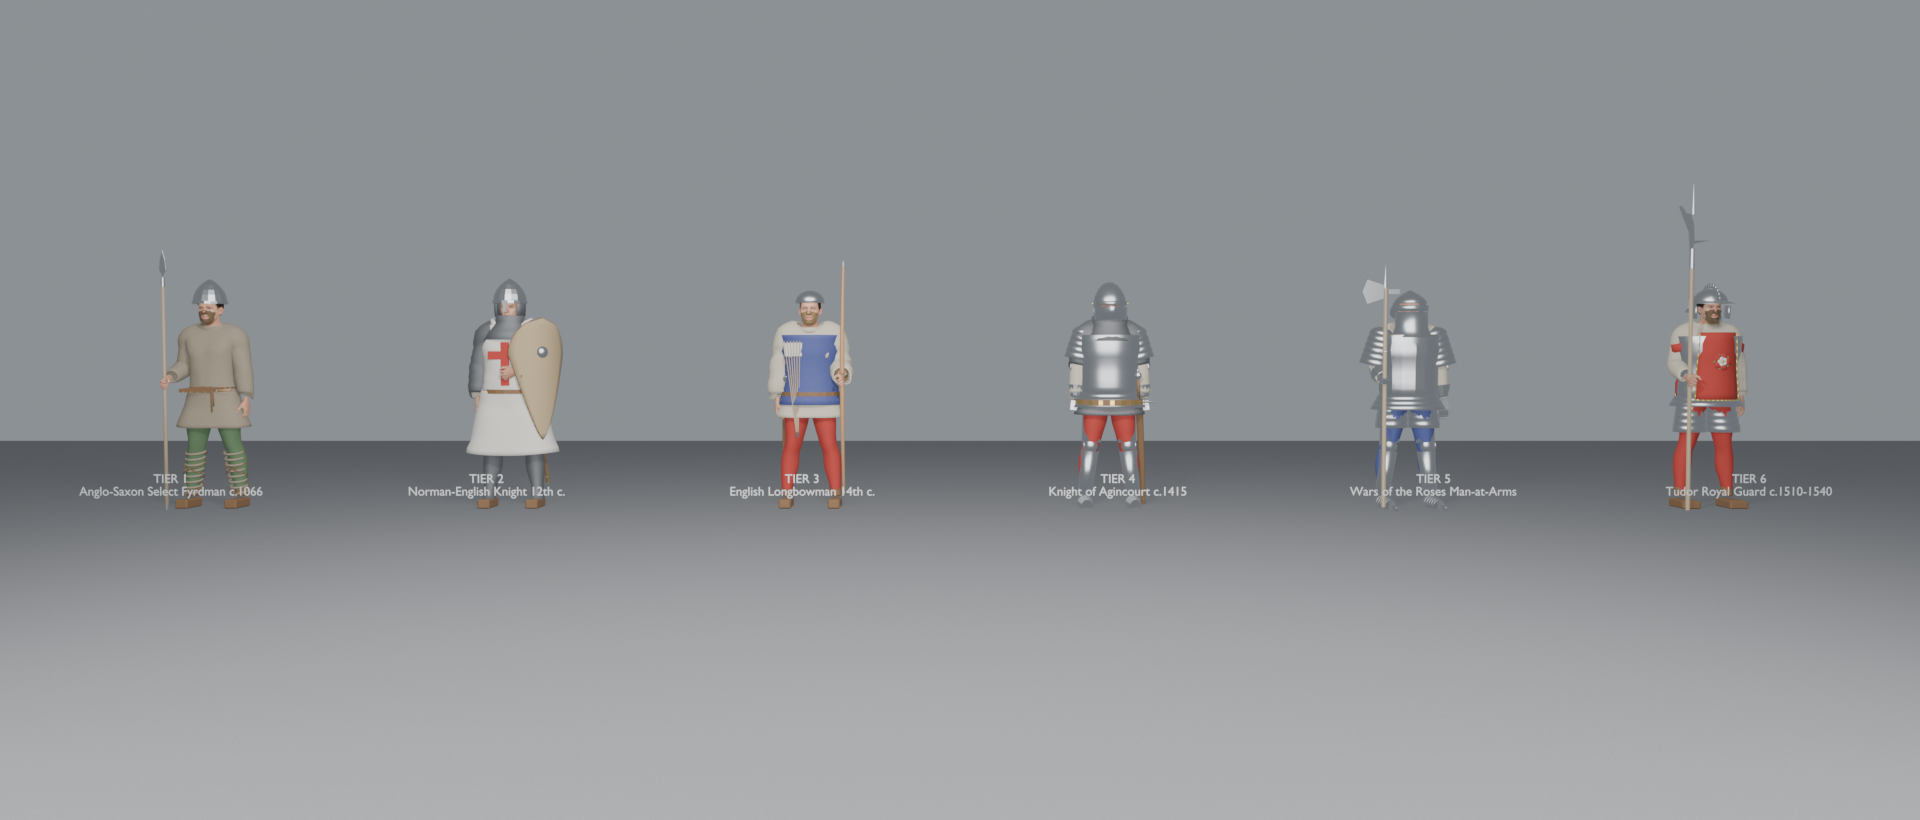 TIER 1
Anglo-Saxon Select Fyrdman c.1066
TIER 2
Norman-English Knight 12th c.
TIER 3
English Longbowman 14th c.
TIER 4
Knight of Agincourt c.1415
TIER 5
Wars of the Roses Man-at-Arms
TIER 6
Tudor Royal Guard c.1510-1540